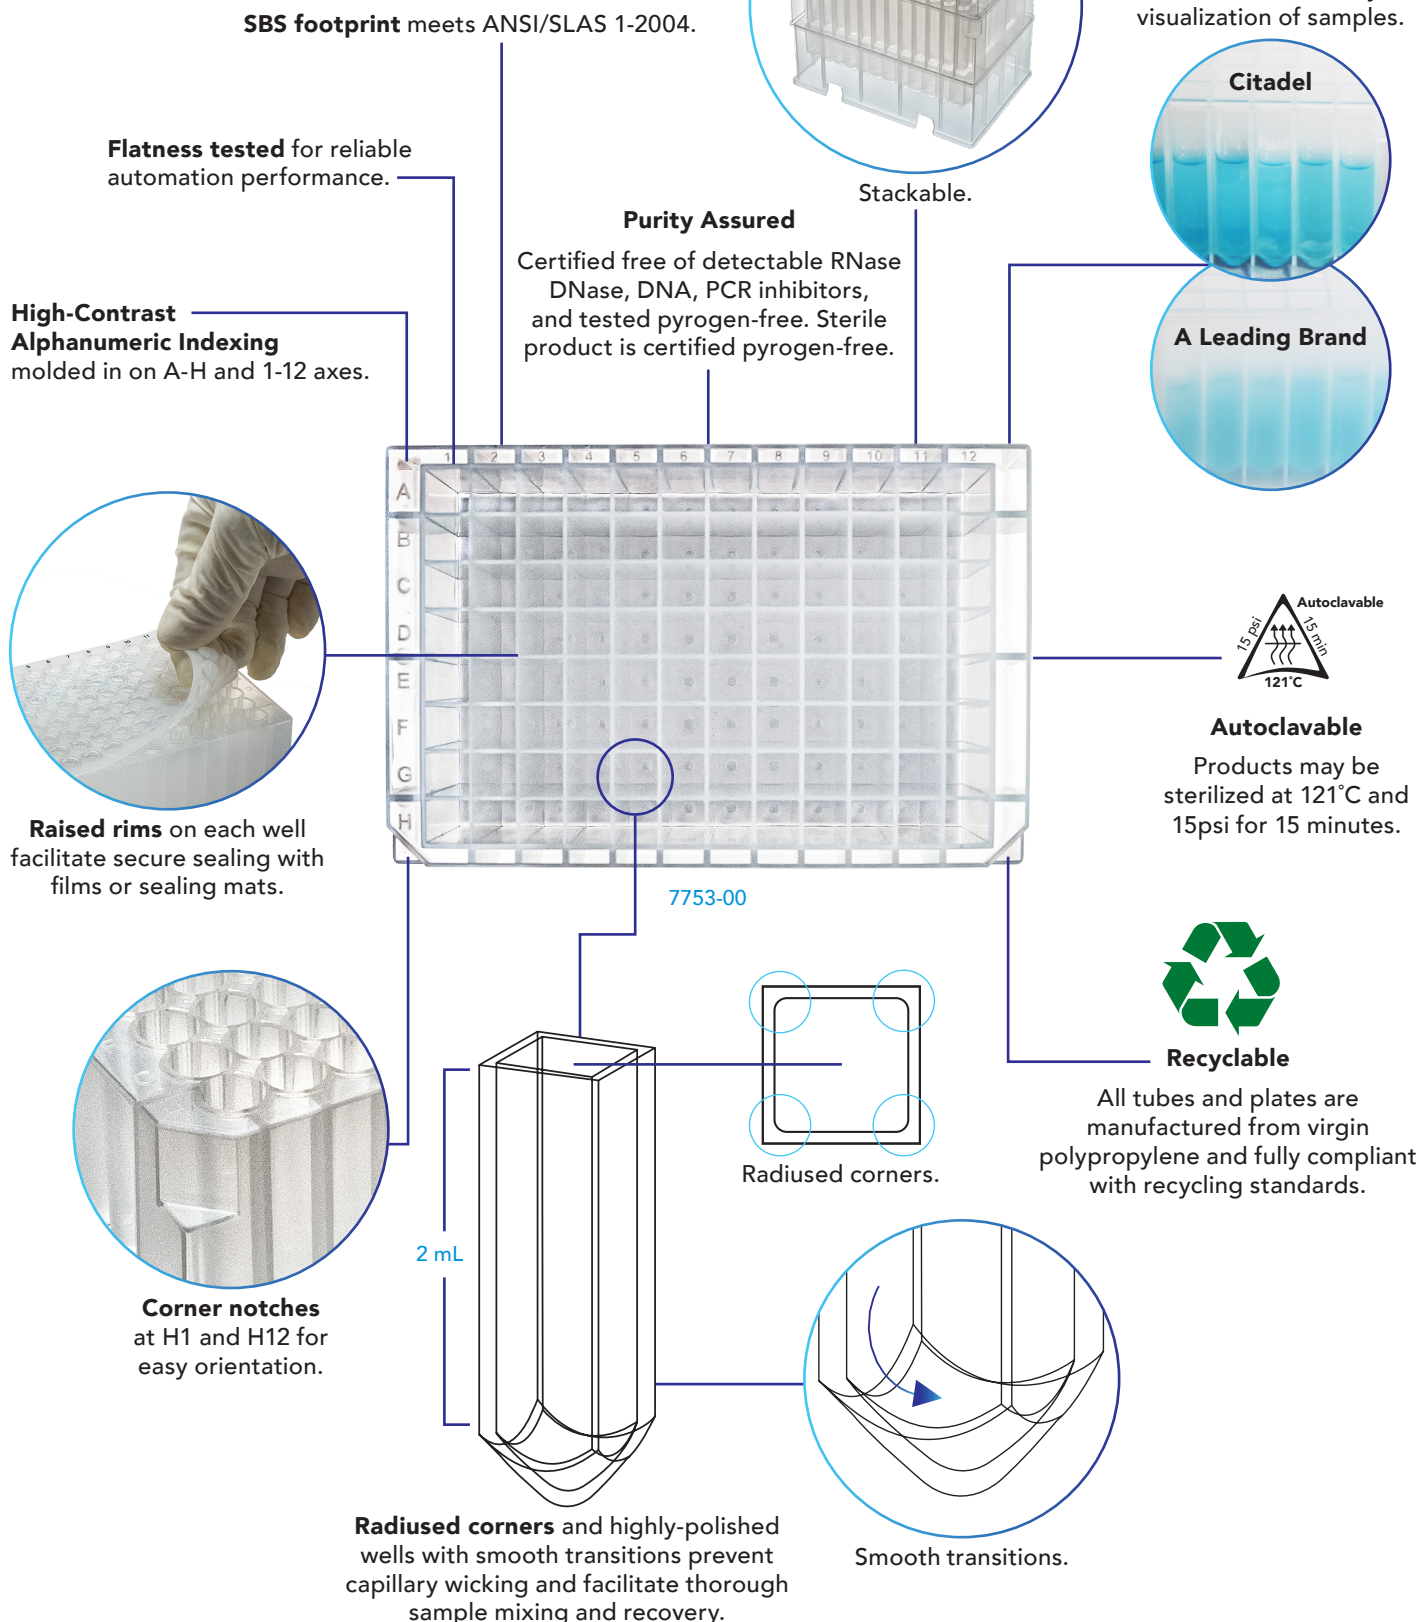 SBS footprint meets ANSI/SLAS 1-2004.
visualization of samples.
Citadel
Flatness tested for reliable
automation performance.
Stackable.
Purity Assured
Certified free of detectable RNase
DNase, DNA, PCR inhibitors,
and tested pyrogen-free. Sterile
product is certified pyrogen-free.
High-Contrast
Alphanumeric Indexing
molded in on A-H and 1-12 axes.
A Leading Brand
1 2 3 4 5 6 7 8 9 10 11 12
A
B
C
D
E
F
G
H
Autoclavable
15 psi
15 min
121°C
Autoclavable
Products may be
sterilized at 121°C and
15psi for 15 minutes.
Raised rims on each well
facilitate secure sealing with
films or sealing mats.
7753-00
Recyclable
All tubes and plates are
manufactured from virgin
polypropylene and fully compliant
with recycling standards.
Radiused corners.
2 mL
Corner notches
at H1 and H12 for
easy orientation.
Radiused corners and highly-polished
wells with smooth transitions prevent
capillary wicking and facilitate thorough
sample mixing and recovery.
Smooth transitions.